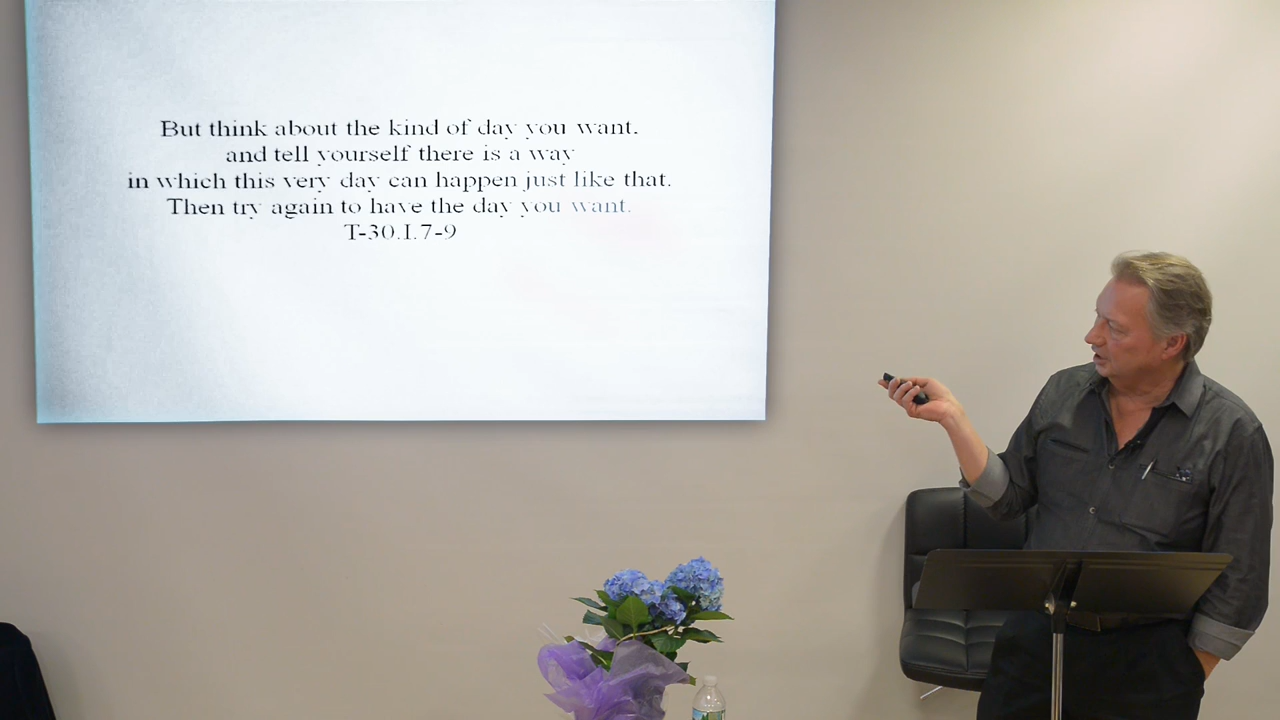 But think about the kind of day you want.
and tell yourself there is a way
in which this very day can happen just like that.
Then try again to have the day you want.
T-30.I.7-9